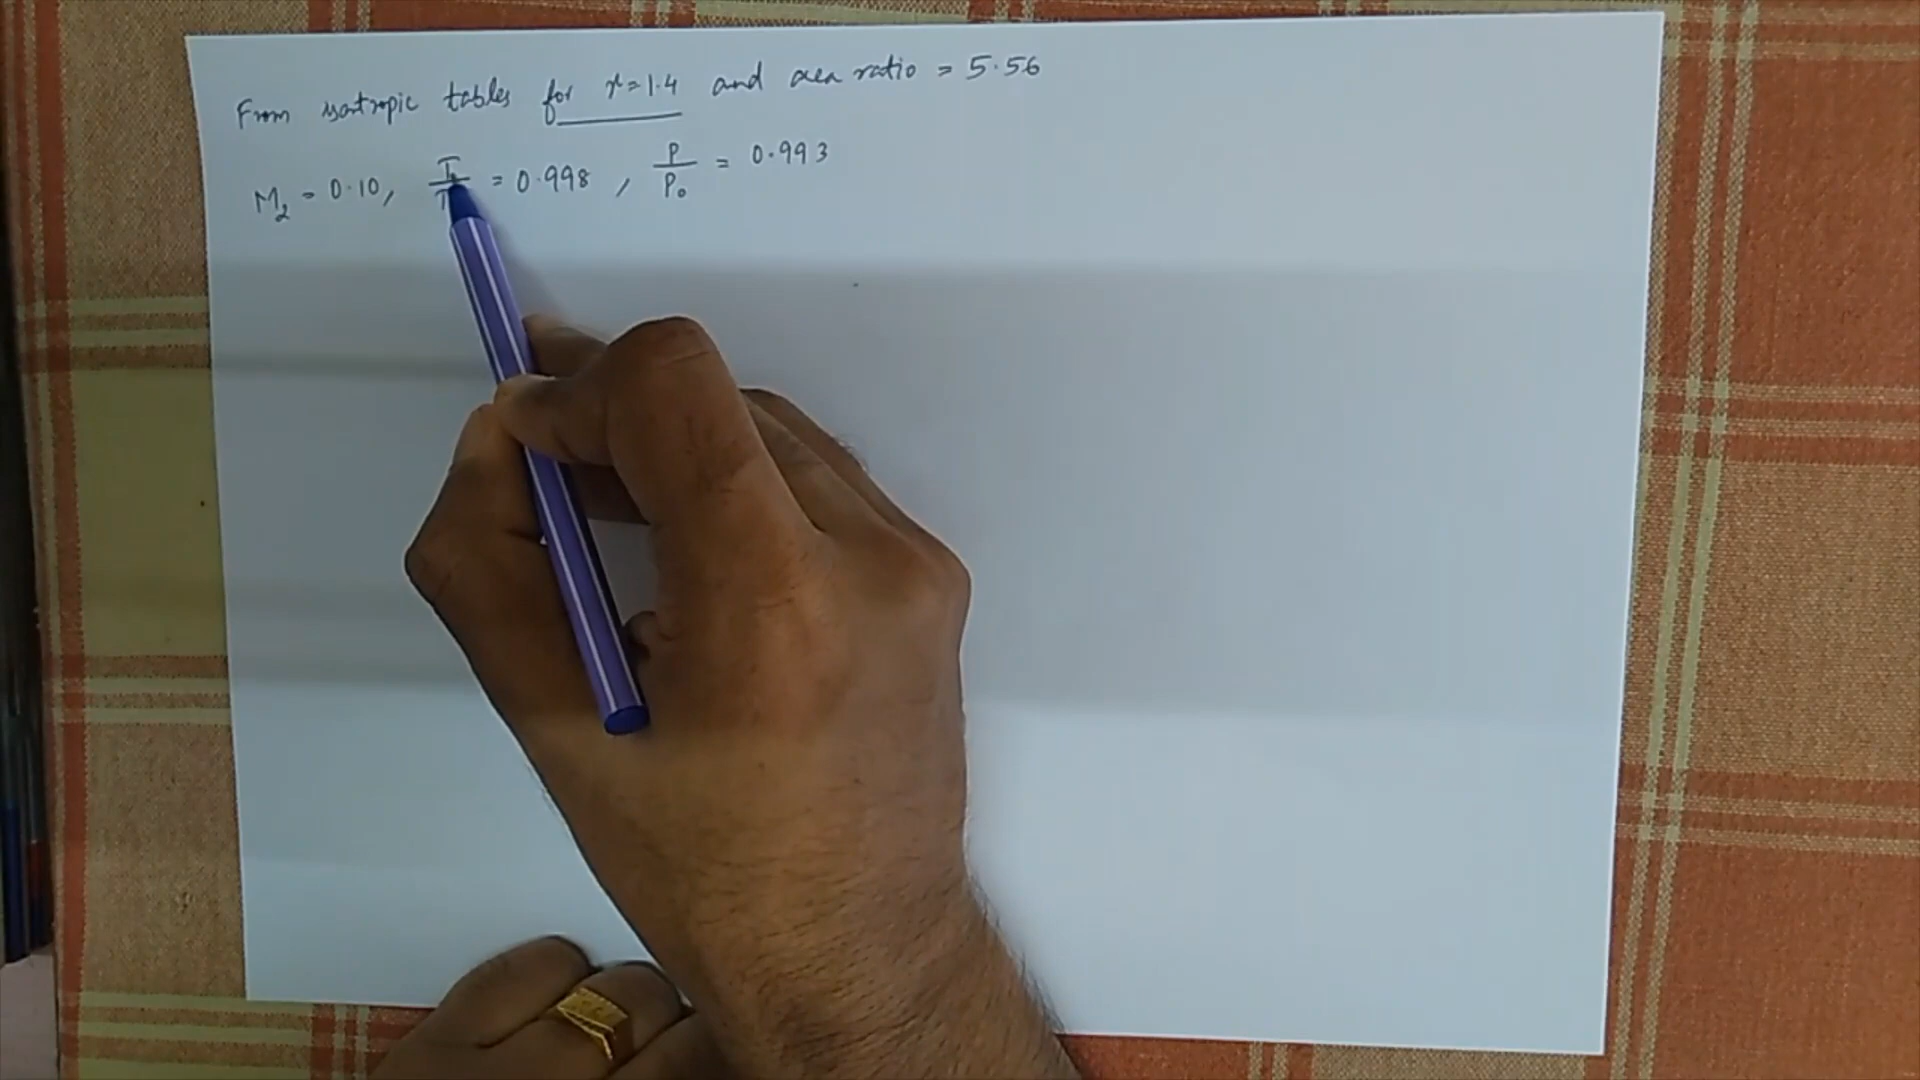 From isentropic tables for γ=1.4 and area ratio = 5.56
M₂ = 0.10, T/T = 0.998, P/P₀ = 0.993